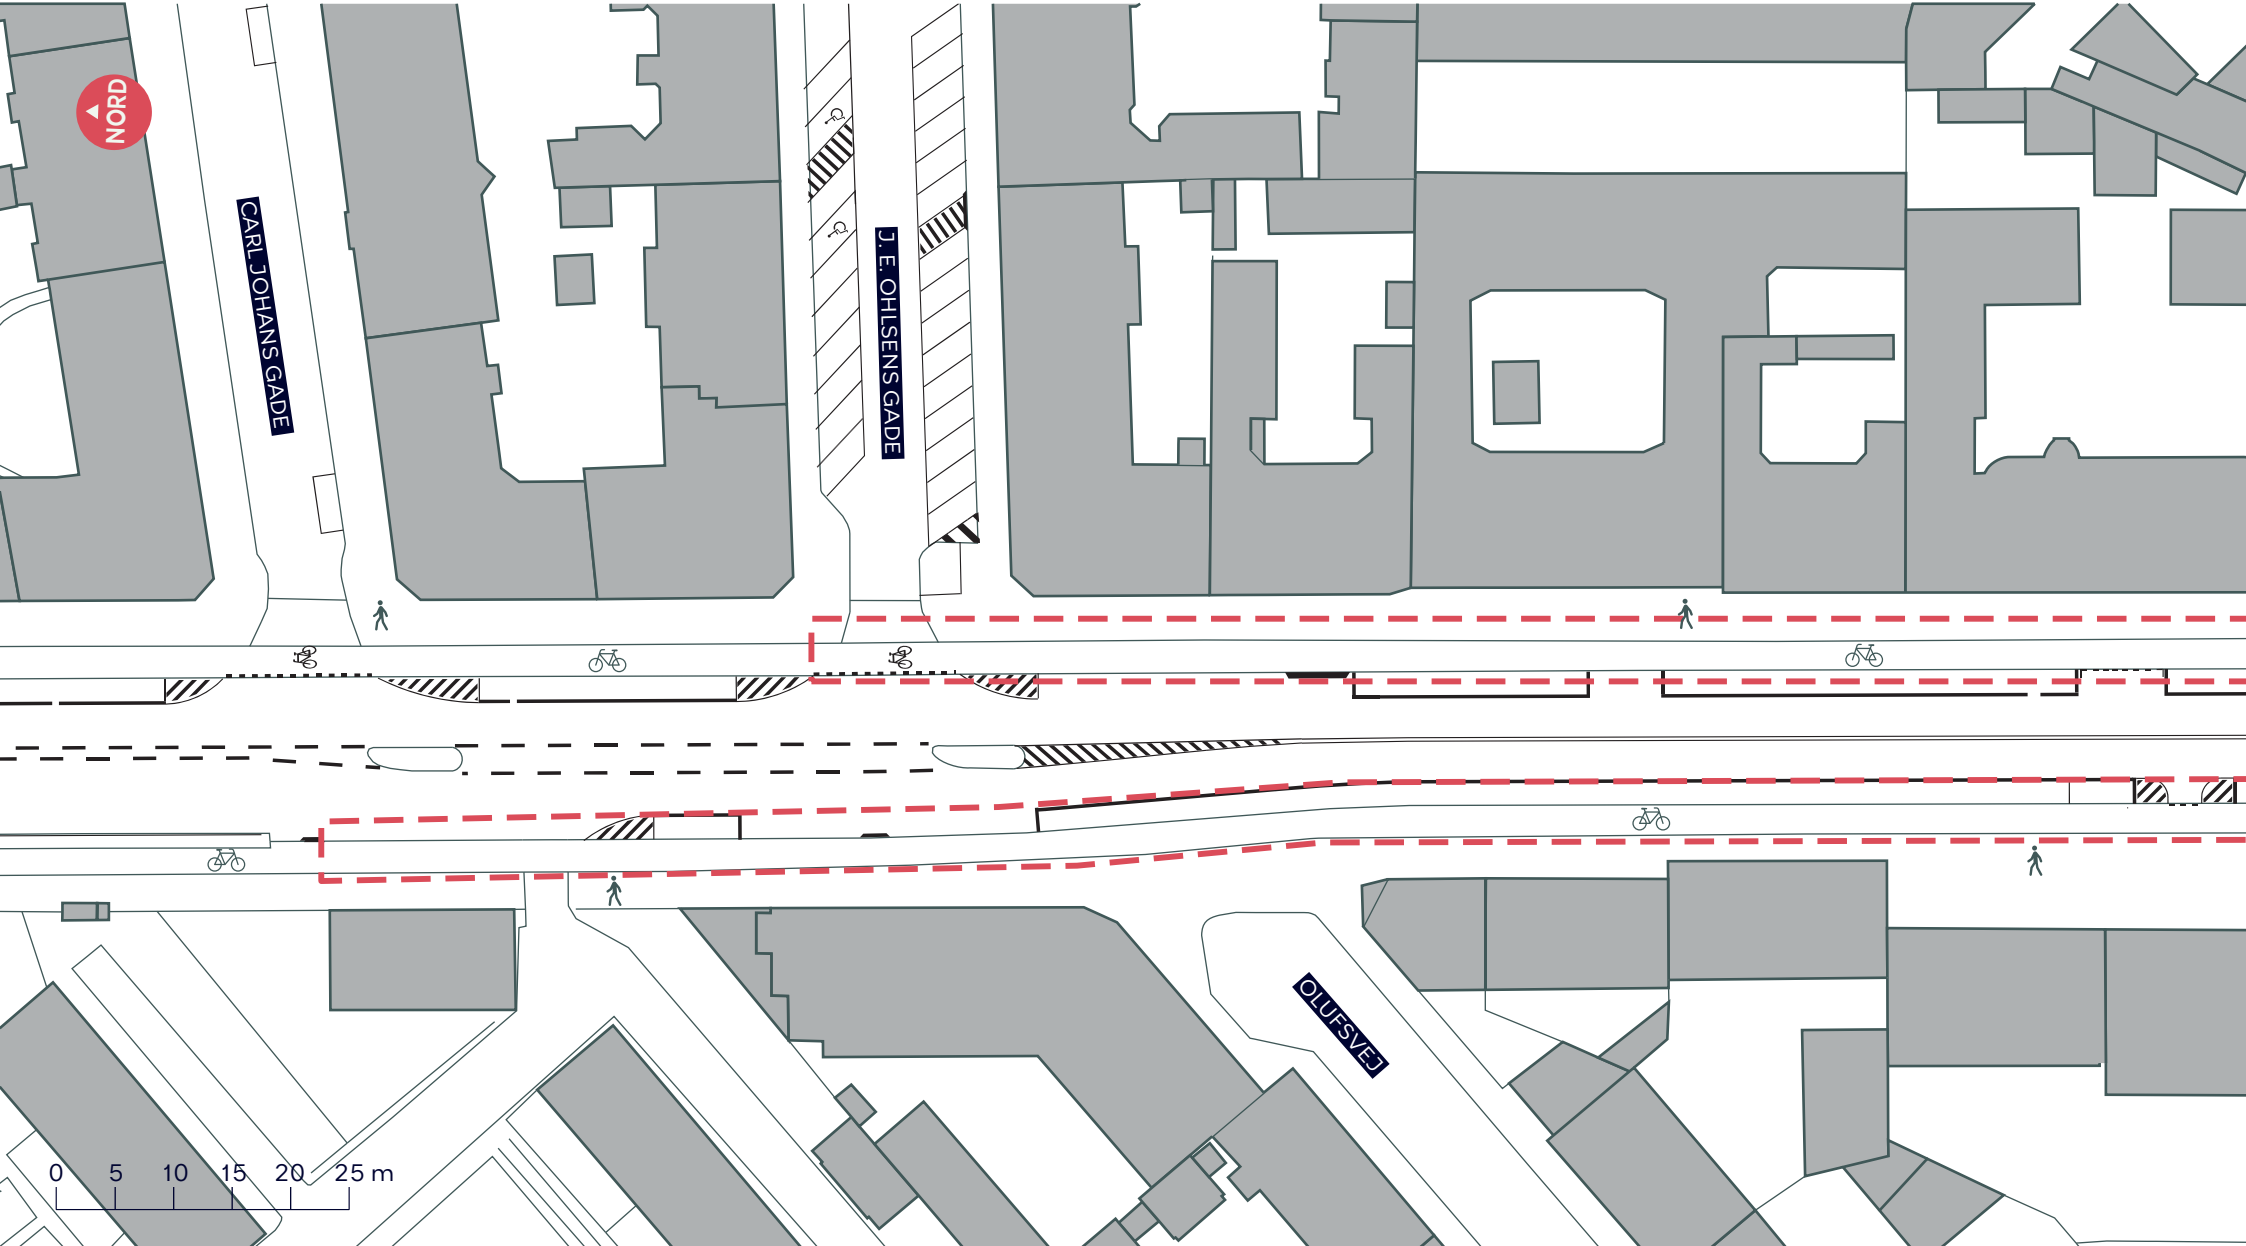 NORD
CARL JOHANS GADE
J. E. OHLSENS GADE
OLUFSVEJ
0 5 10 15 20 25 m